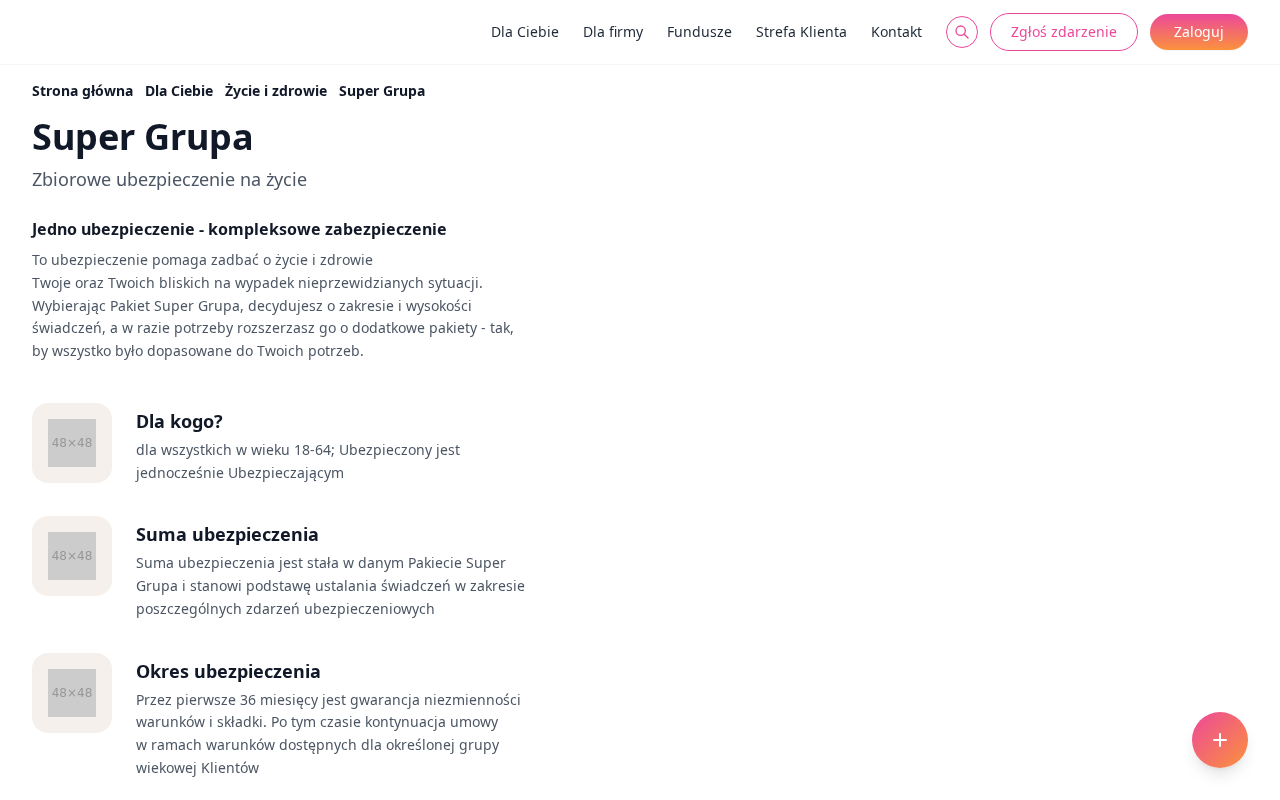 Dla Ciebie Dla firmy Fundusze Strefa Klienta Kontakt Zgłoś zdarzenie Zaloguj
Strona główna Dla Ciebie Życie i zdrowie Super Grupa
Super Grupa
Zbiorowe ubezpieczenie na życie
Jedno ubezpieczenie - kompleksowe zabezpieczenie
To ubezpieczenie pomaga zadbać o życie i zdrowie
Twoje oraz Twoich bliskich na wypadek nieprzewidzianych sytuacji.
Wybierając Pakiet Super Grupa, decydujesz o zakresie i wysokości
świadczeń, a w razie potrzeby rozszerzasz go o dodatkowe pakiety - tak,
by wszystko było dopasowane do Twoich potrzeb.
48×48
Dla kogo?
dla wszystkich w wieku 18-64; Ubezpieczony jest
jednocześnie Ubezpieczającym
48×48
Suma ubezpieczenia
Suma ubezpieczenia jest stała w danym Pakiecie Super
Grupa i stanowi podstawę ustalania świadczeń w zakresie
poszczególnych zdarzeń ubezpieczeniowych
48×48
Okres ubezpieczenia
Przez pierwsze 36 miesięcy jest gwarancja niezmienności
warunków i składki. Po tym czasie kontynuacja umowy
w ramach warunków dostępnych dla określonej grupy
wiekowej Klientów